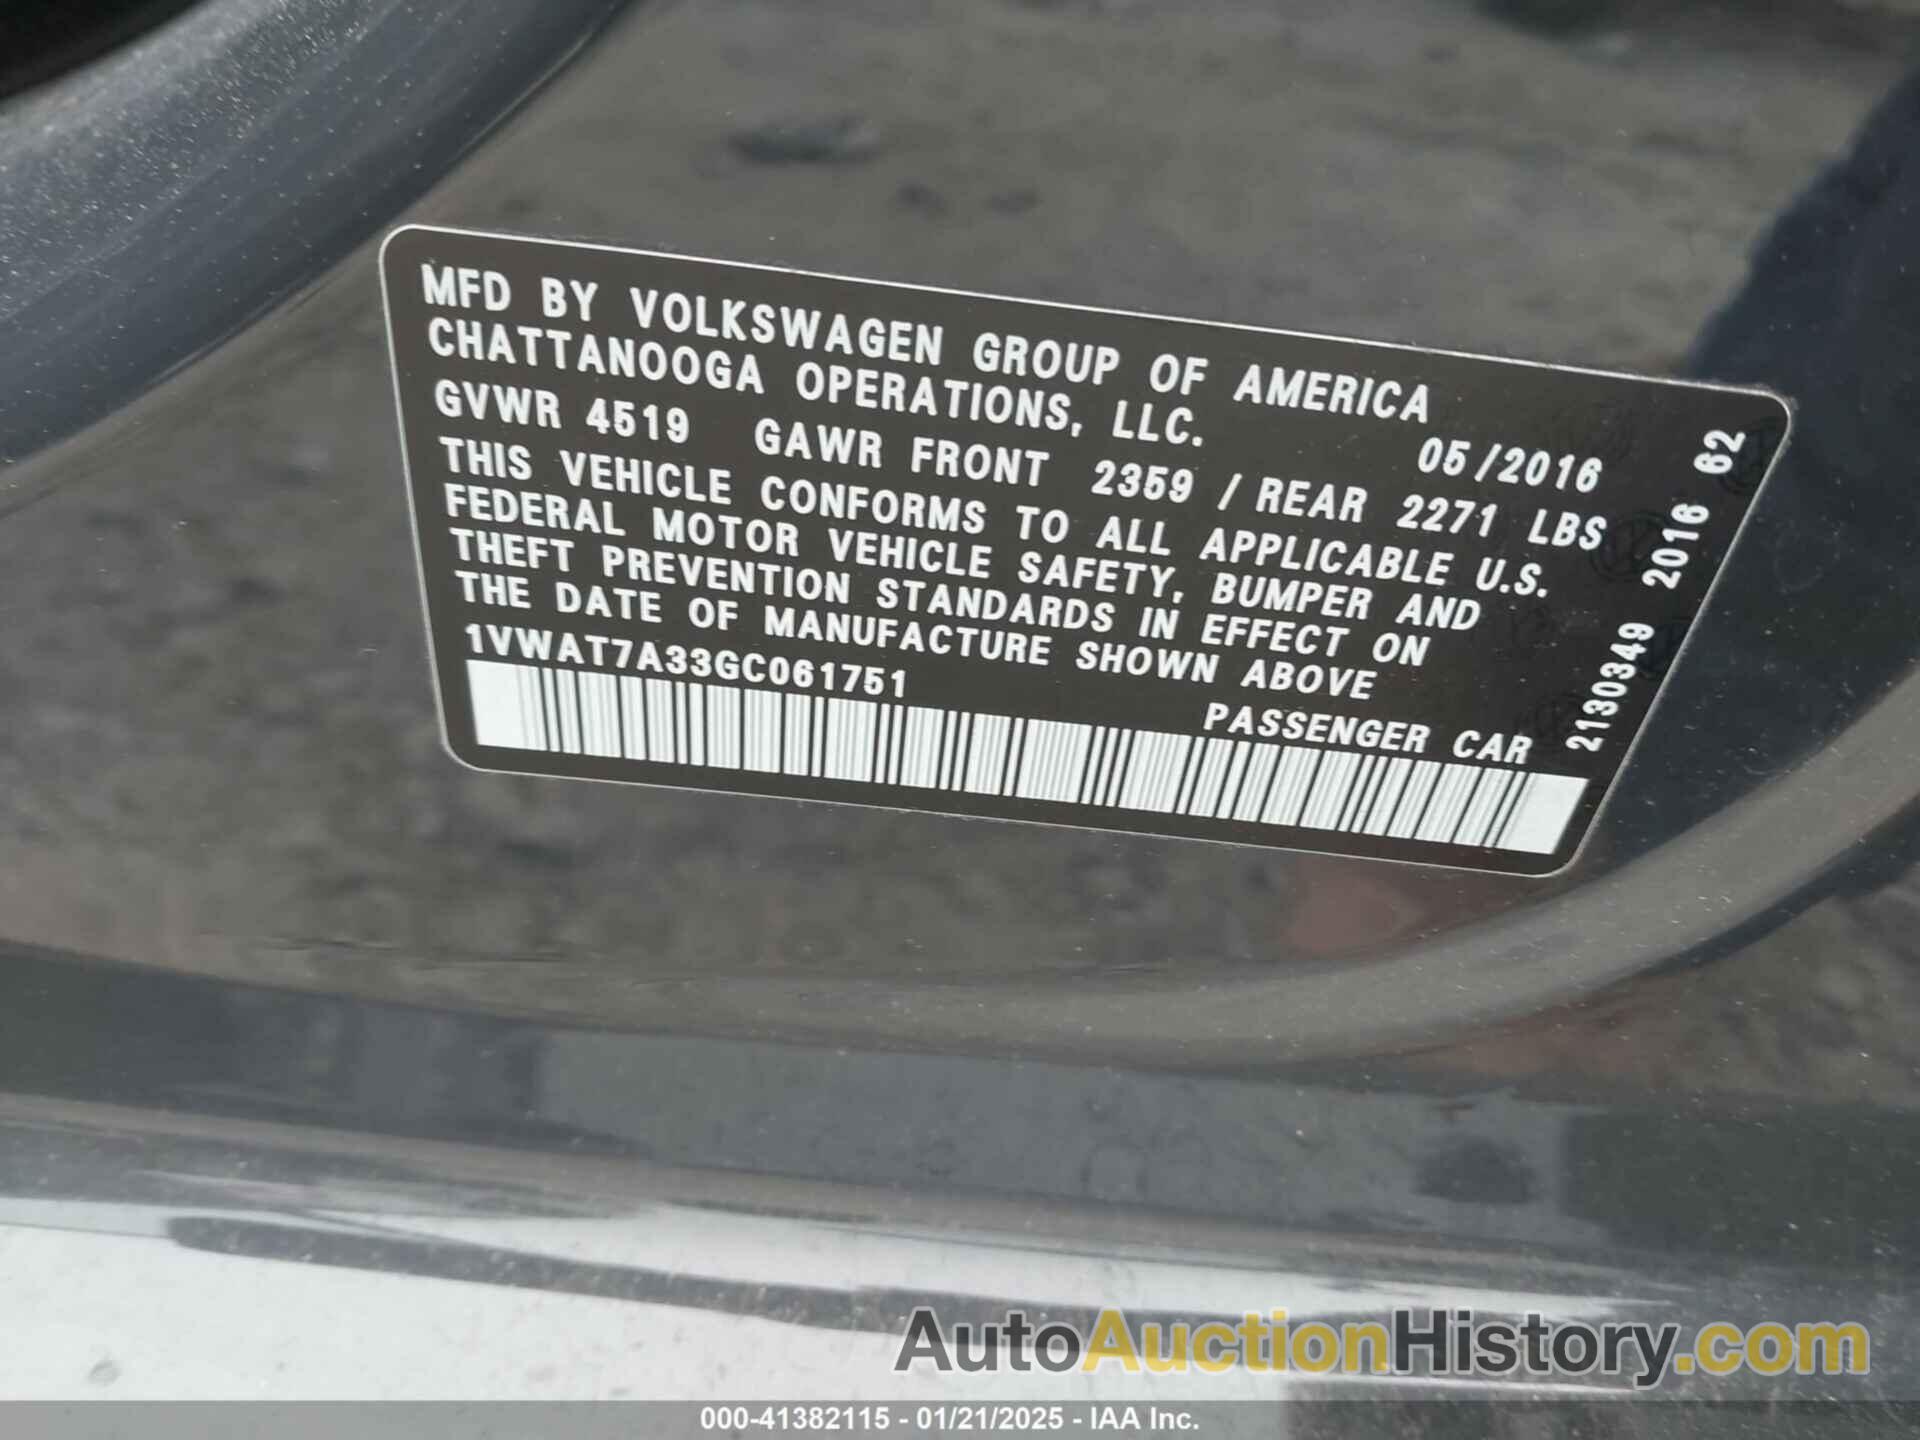 MFD BY VOLKSWAGEN GROUP OF AMERICA
CHATTANOOGA OPERATIONS, LLC. 05/2016
GVWR 4519 GAWR FRONT 2359 / REAR 2271 LBS
THIS VEHICLE CONFORMS TO ALL APPLICABLE U.S.
FEDERAL MOTOR VEHICLE SAFETY, BUMPER AND
THEFT PREVENTION STANDARDS IN EFFECT ON
THE DATE OF MANUFACTURE SHOWN ABOVE
1VWAT7A33GC061751
PASSENGER CAR
2130349 2016 62
AutoAuctionHistory.com
000-41382115 - 01/21/2025 - IAA Inc.